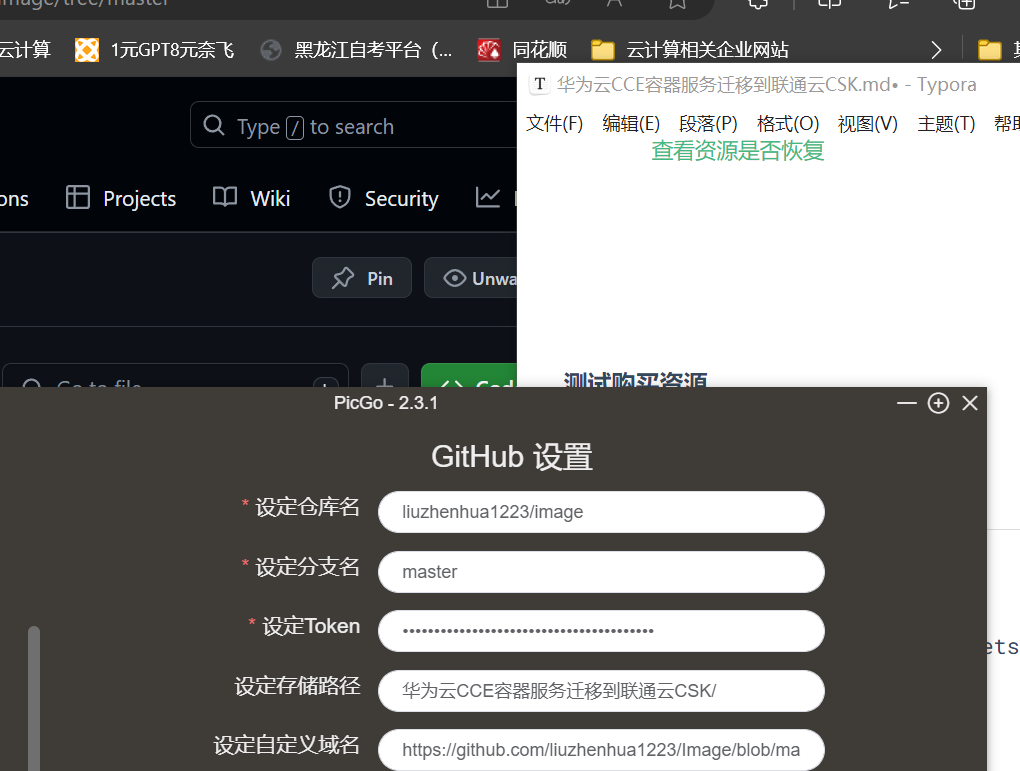 mage/tree/master
云计算 1元GPT8元奈飞 黑龙江自考平台（... 同花顺 云计算相关企业网站
T 华为云CCE容器服务迁移到联通云CSK.md• - Typora
Type / to search
文件(F) 编辑(E) 段落(P) 格式(O) 视图(V) 主题(T) 帮助
查看资源是否恢复
ons Projects Wiki Security
Pin Unwa
测试购买资源
Go to file Cod
PicGo - 2.3.1
GitHub 设置
* 设定仓库名 liuzhenhua1223/image
* 设定分支名 master
* 设定Token ••••••••••••••••••••••••••••••••••••••••
ets
设定存储路径 华为云CCE容器服务迁移到联通云CSK/
设定自定义域名 https://github.com/liuzhenhua1223/Image/blob/ma